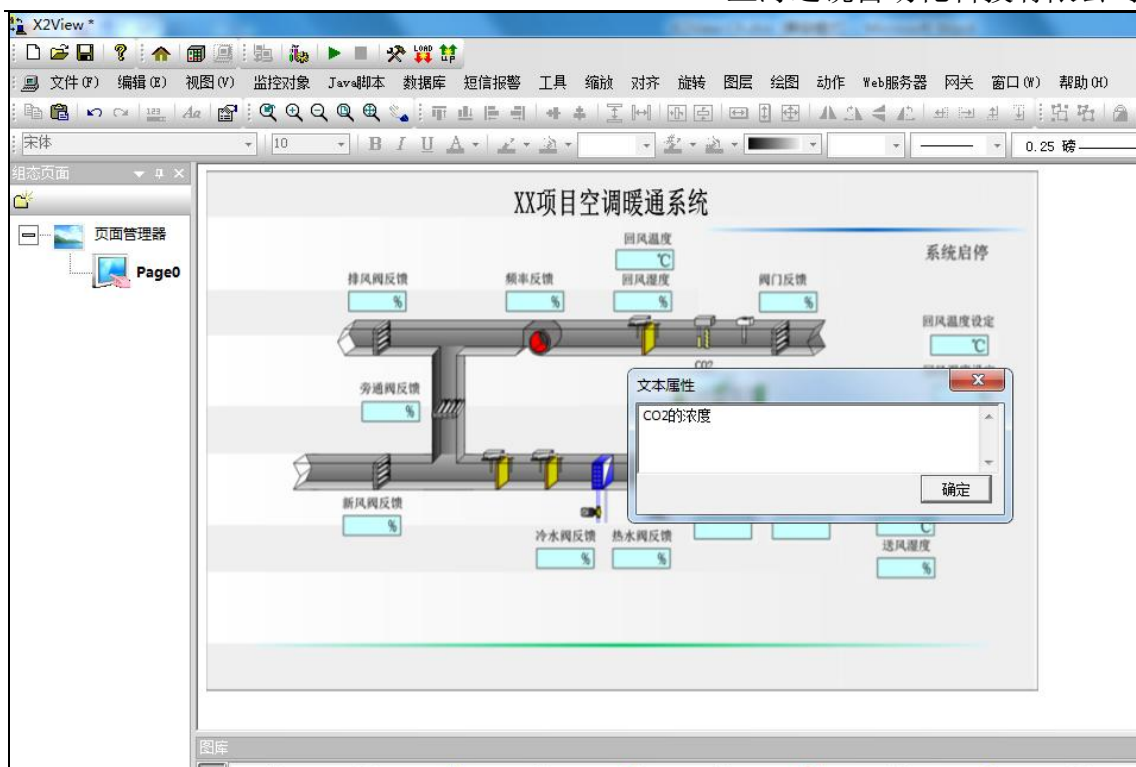 X2View *
文件(F) 编辑(E) 视图(V) 监控对象 Java脚本 数据库 短信报警 工具 缩放 对齐 旋转 图层 绘图 动作 Web服务器 网关 窗口(W) 帮助(H)
宋体 10 B I U A 0.25 磅
组态页面
页面管理器
Page0
XX项目空调暖通系统
回风温度
℃
系统启停
排风阀反馈 频率反馈 回风湿度 阀门反馈
% % % %
回风温度设定
℃
CO2
文本属性
CO2的浓度
确定
旁通阀反馈
%
新风阀反馈
%
冷水阀反馈 热水阀反馈
% %
℃
送风湿度
%
图库